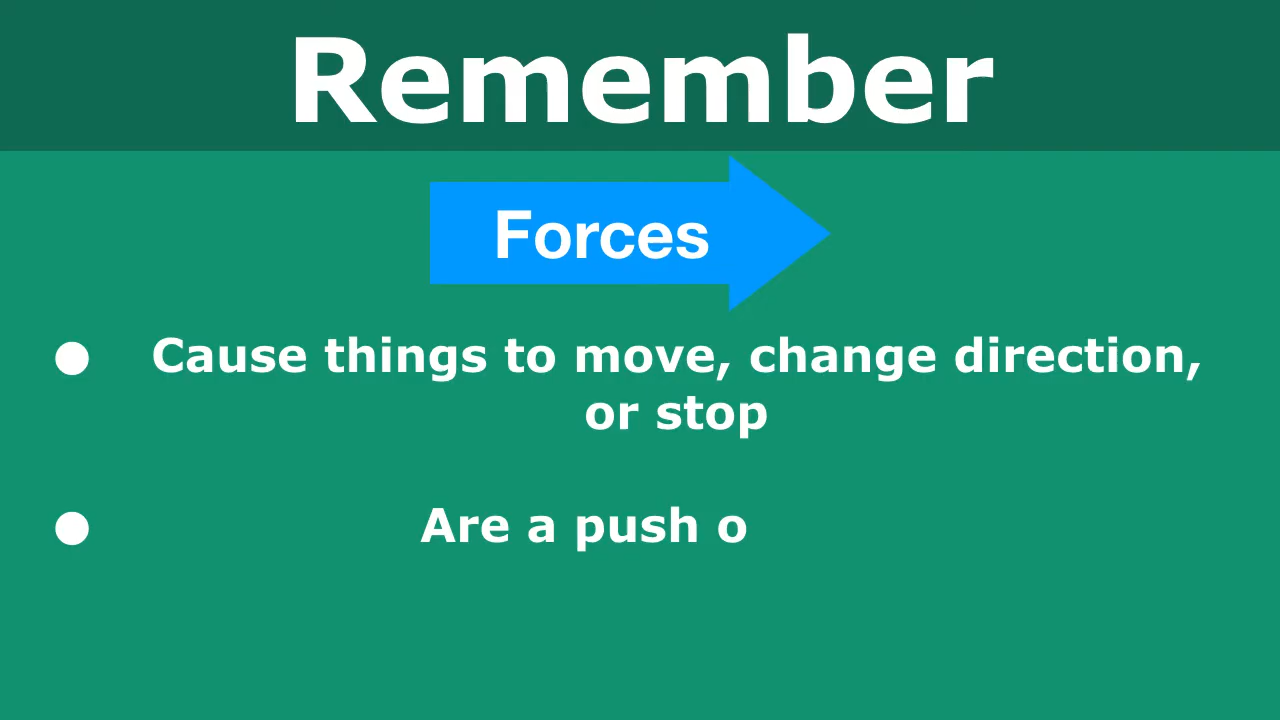 Remember
Forces
● Cause things to move, change direction,
or stop
● Are a push o